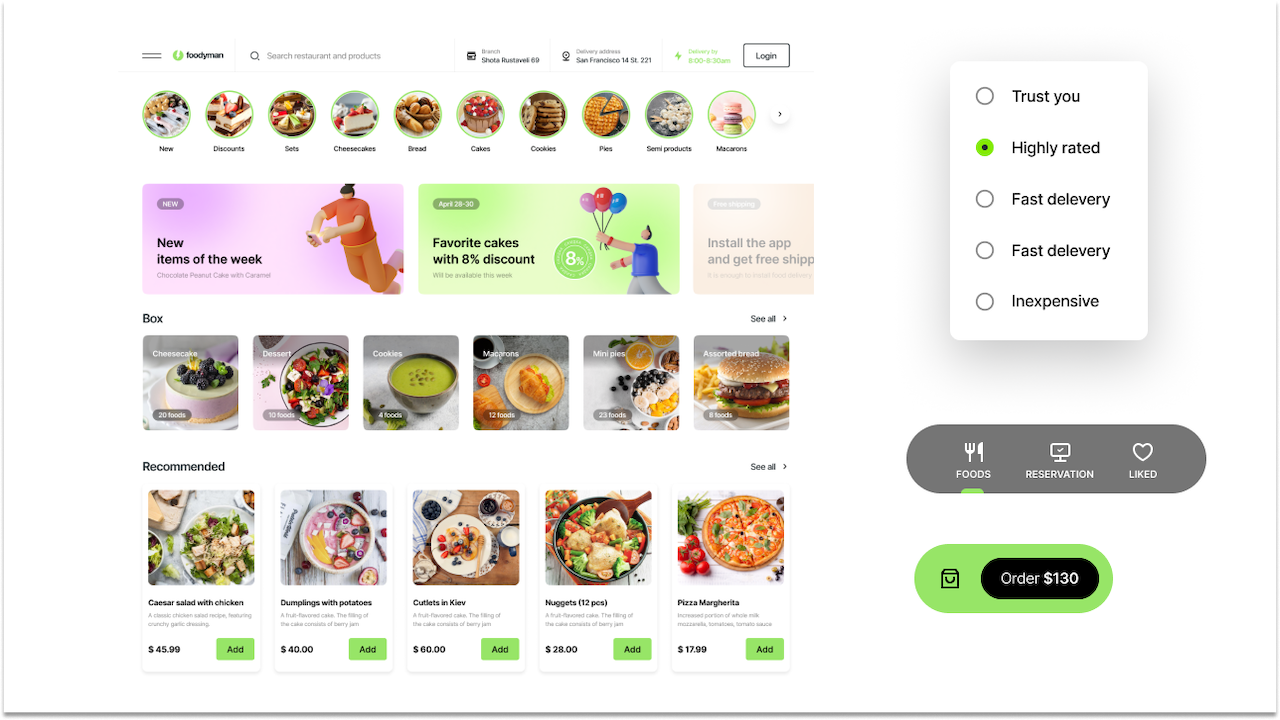 foodyman
Search restaurant and products
Branch
Shota Rustaveli 69
Delivery address
San Francisco 14 St. 221
Delivery by
8:00-8:30am
Login
New
Discounts
Sets
Cheesecakes
Bread
Cakes
Cookies
Pies
Semi products
Macarons
NEW
New
items of the week
Chocolate Peanut Cake with Caramel
April 28-30
Favorite cakes
with 8% discount
Will be available this week
8%
Free shipping
Install the app
and get free shipp
It is enough to install food delivery
Box
See all
Cheesecake
20 foods
Dessert
10 foods
Cookies
4 foods
Macarons
12 foods
Mini pies
23 foods
Assorted bread
8 foods
Recommended
See all
Caesar salad with chicken
A classic chicken salad recipe, featuring
crunchy garlic dressing.
$ 45.99
Add
Dumplings with potatoes
A fruit-flavored cake. The filling of
the cake consists of berry jam
$ 40.00
Add
Cutlets in Kiev
A fruit-flavored cake. The filling of
the cake consists of berry jam
$ 60.00
Add
Nuggets (12 pcs)
A fruit-flavored cake. The filling of
the cake consists of berry jam
$ 28.00
Add
Pizza Margherita
Increased portion of whole milk
mozzarella, tomatoes, tomato sauce
$ 17.99
Add
Trust you
Highly rated
Fast delevery
Fast delevery
Inexpensive
FOODS
RESERVATION
LIKED
Order $130